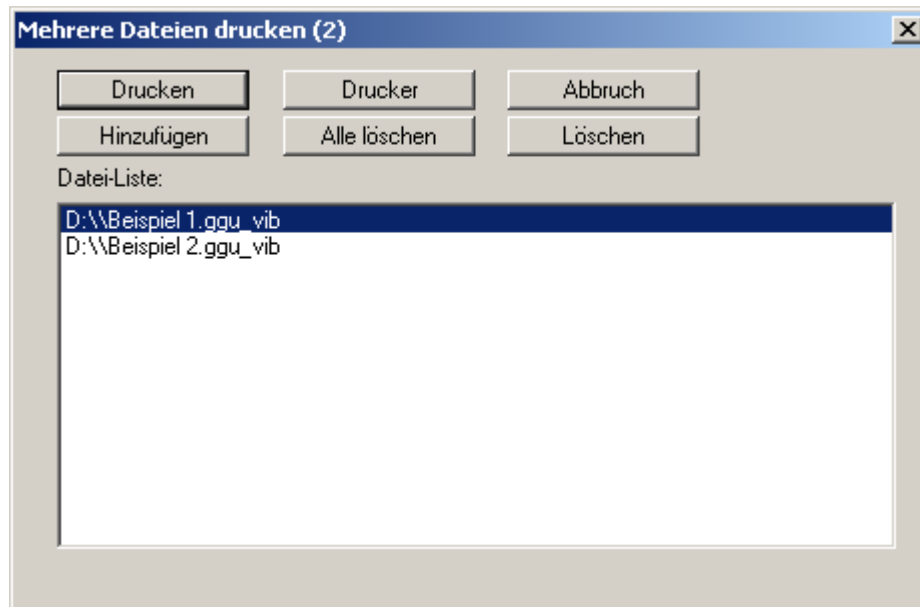 Mehrere Dateien drucken (2)
Drucken Drucker Abbruch
Hinzufügen Alle löschen Löschen
Datei-Liste:
D:\\Beispiel 1.ggu_vib
D:\\Beispiel 2.ggu_vib